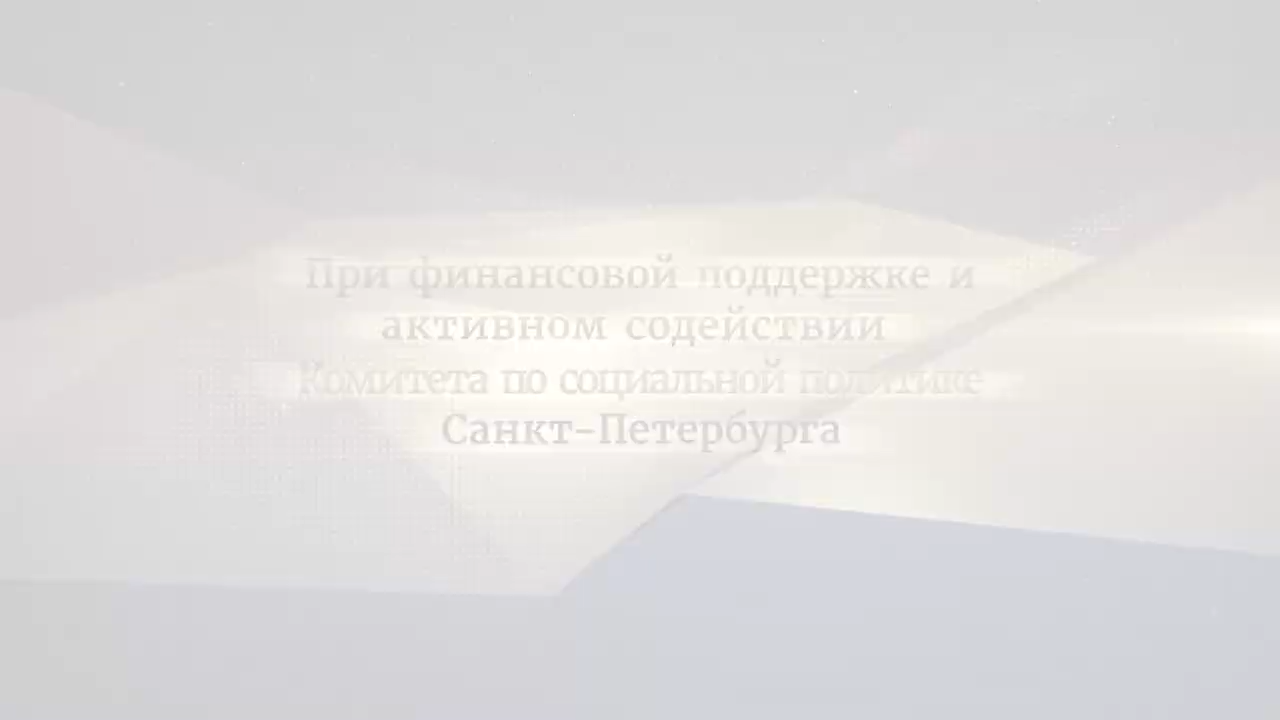 При финансовой поддержке и
активном содействии
Комитета по социальной политике
Санкт-Петербурга